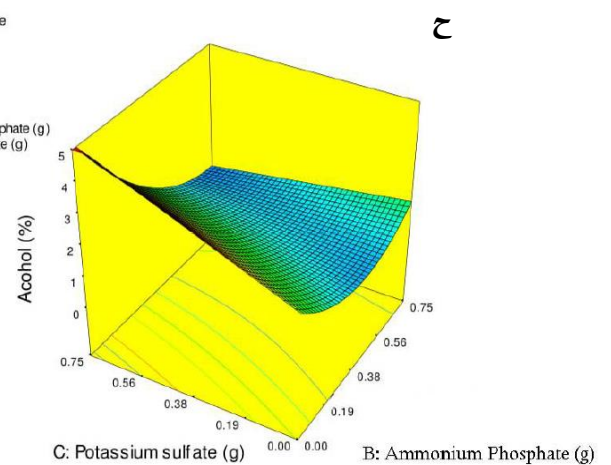 e
ح
phate (g)
e (g)
5
4
3
2
1
0
Acohol (%)
0.75
0.56
0.38
0.19
0.00
0.00
0.19
0.38
0.56
0.75
C: Potassium sulfate (g)
B: Ammonium Phosphate (g)